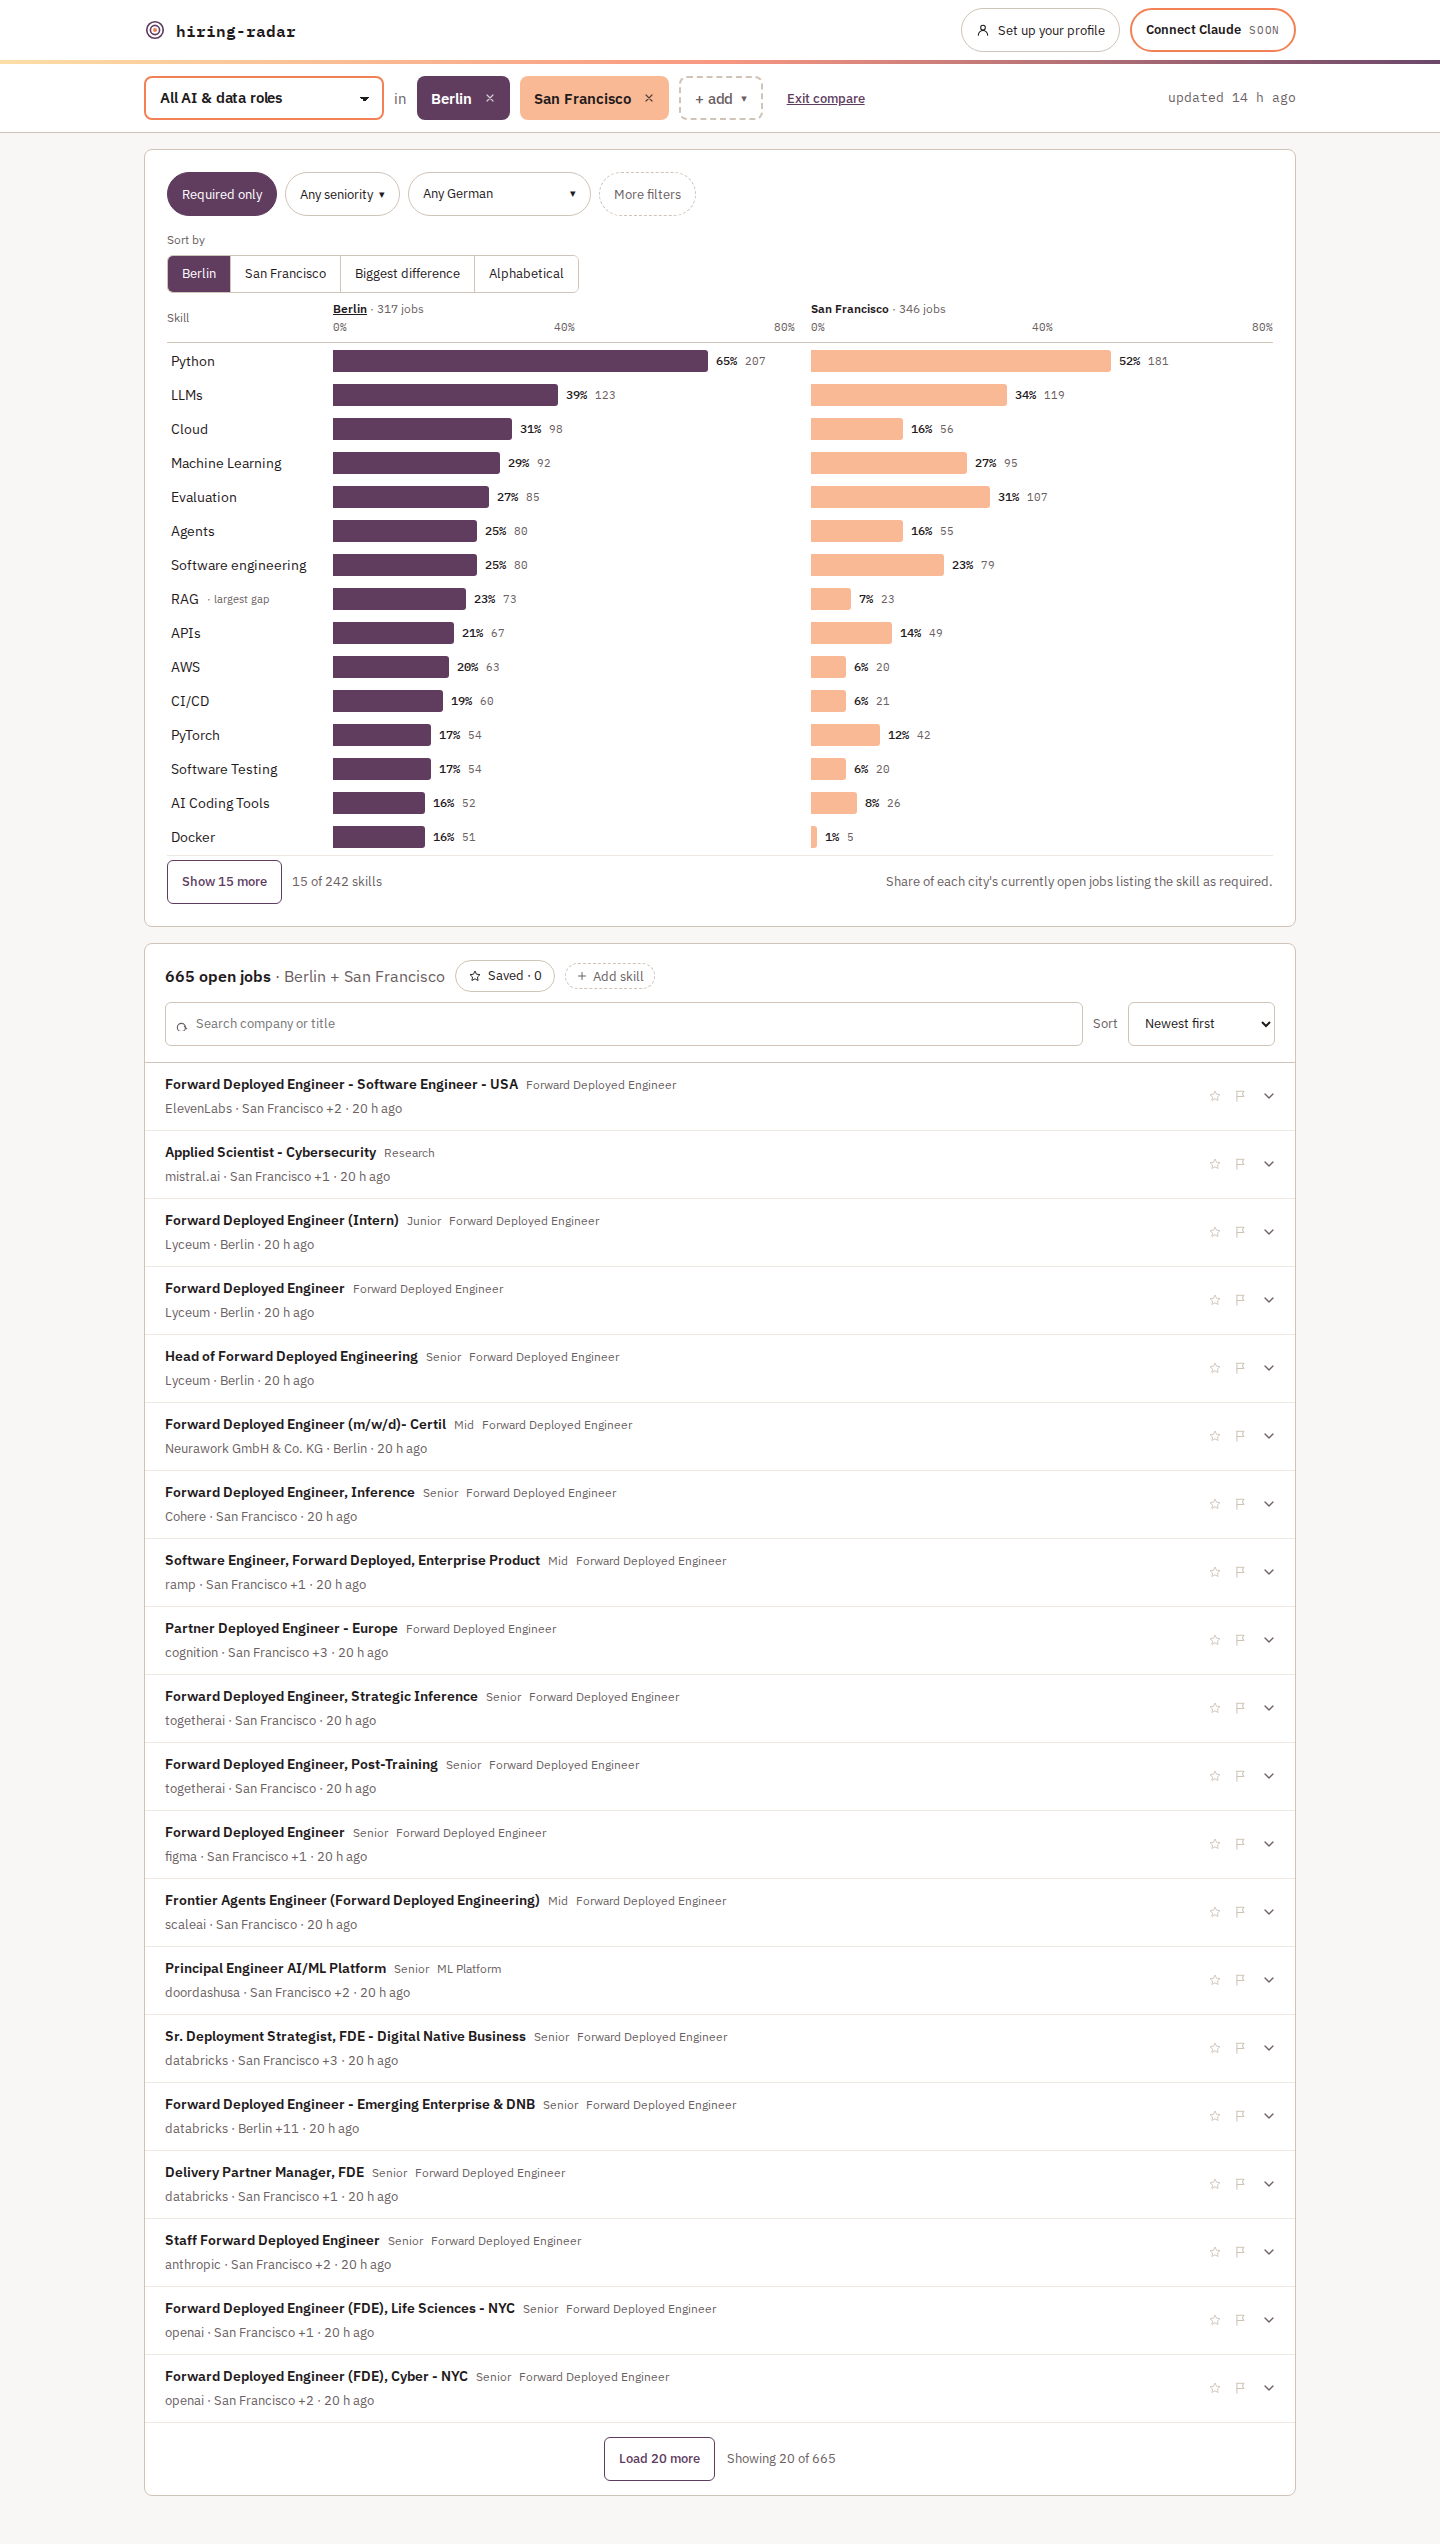 hiring-radar
Set up your profile
Connect Claude SOON
All AI & data roles in Berlin × San Francisco × + add ▾ Exit compare updated 14 h ago
Required only Any seniority ▾ Any German ▾ More filters
Sort by
Berlin San Francisco Biggest difference Alphabetical
Skill Berlin · 317 jobs San Francisco · 346 jobs
0% 40% 80% 0% 40% 80%
Python 65% 207 52% 181
LLMs 39% 123 34% 119
Cloud 31% 98 16% 56
Machine Learning 29% 92 27% 95
Evaluation 27% 85 31% 107
Agents 25% 80 16% 55
Software engineering 25% 80 23% 79
RAG · largest gap 23% 73 7% 23
APIs 21% 67 14% 49
AWS 20% 63 6% 20
CI/CD 19% 60 6% 21
PyTorch 17% 54 12% 42
Software Testing 17% 54 6% 20
AI Coding Tools 16% 52 8% 26
Docker 16% 51 1% 5
Show 15 more 15 of 242 skills Share of each city's currently open jobs listing the skill as required.
665 open jobs · Berlin + San Francisco Saved · 0 + Add skill
Search company or title Sort Newest first
Forward Deployed Engineer - Software Engineer - USA Forward Deployed Engineer
ElevenLabs · San Francisco +2 · 20 h ago
Applied Scientist - Cybersecurity Research
mistral.ai · San Francisco +1 · 20 h ago
Forward Deployed Engineer (Intern) Junior Forward Deployed Engineer
Lyceum · Berlin · 20 h ago
Forward Deployed Engineer Forward Deployed Engineer
Lyceum · Berlin · 20 h ago
Head of Forward Deployed Engineering Senior Forward Deployed Engineer
Lyceum · Berlin · 20 h ago
Forward Deployed Engineer (m/w/d)- Certil Mid Forward Deployed Engineer
Neurawork GmbH & Co. KG · Berlin · 20 h ago
Forward Deployed Engineer, Inference Senior Forward Deployed Engineer
Cohere · San Francisco · 20 h ago
Software Engineer, Forward Deployed, Enterprise Product Mid Forward Deployed Engineer
ramp · San Francisco +1 · 20 h ago
Partner Deployed Engineer - Europe Forward Deployed Engineer
cognition · San Francisco +3 · 20 h ago
Forward Deployed Engineer, Strategic Inference Senior Forward Deployed Engineer
togetherai · San Francisco · 20 h ago
Forward Deployed Engineer, Post-Training Senior Forward Deployed Engineer
togetherai · San Francisco · 20 h ago
Forward Deployed Engineer Senior Forward Deployed Engineer
figma · San Francisco +1 · 20 h ago
Frontier Agents Engineer (Forward Deployed Engineering) Mid Forward Deployed Engineer
scaleai · San Francisco · 20 h ago
Principal Engineer AI/ML Platform Senior ML Platform
doordashusa · San Francisco +2 · 20 h ago
Sr. Deployment Strategist, FDE - Digital Native Business Senior Forward Deployed Engineer
databricks · San Francisco +3 · 20 h ago
Forward Deployed Engineer - Emerging Enterprise & DNB Senior Forward Deployed Engineer
databricks · Berlin +11 · 20 h ago
Delivery Partner Manager, FDE Senior Forward Deployed Engineer
databricks · San Francisco +1 · 20 h ago
Staff Forward Deployed Engineer Senior Forward Deployed Engineer
anthropic · San Francisco +2 · 20 h ago
Forward Deployed Engineer (FDE), Life Sciences - NYC Senior Forward Deployed Engineer
openai · San Francisco +1 · 20 h ago
Forward Deployed Engineer (FDE), Cyber - NYC Senior Forward Deployed Engineer
openai · San Francisco +2 · 20 h ago
Load 20 more Showing 20 of 665